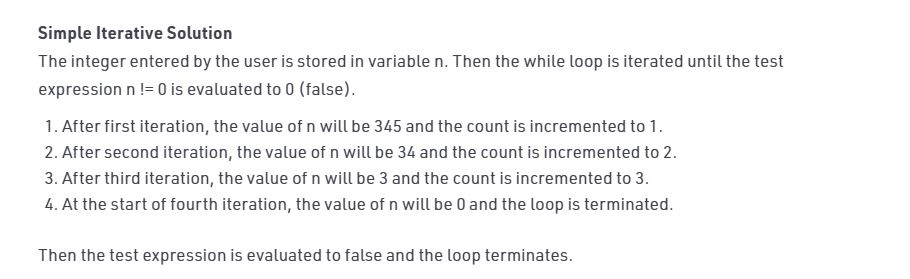 Simple Iterative Solution
The integer entered by the user is stored in variable n. Then the while loop is iterated until the test
expression n != 0 is evaluated to 0 (false).
1. After first iteration, the value of n will be 345 and the count is incremented to 1.
2. After second iteration, the value of n will be 34 and the count is incremented to 2.
3. After third iteration, the value of n will be 3 and the count is incremented to 3.
4. At the start of fourth iteration, the value of n will be 0 and the loop is terminated.
Then the test expression is evaluated to false and the loop terminates.